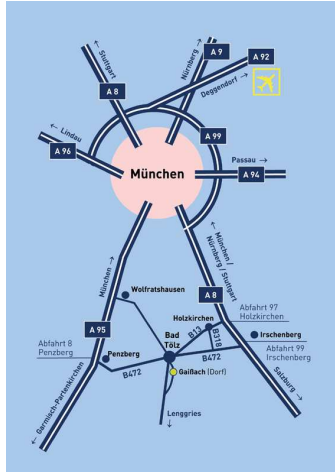 ← Stuttgart
A 8
Nürnberg →
A 9
A 92
Deggendorf →
← Lindau
A 96
A 99
München
Passau →
A 94
München →
← München /
Nürnberg / Stuttgart
Wolfratshausen
A 8
Abfahrt 97
Holzkirchen
Holzkirchen
A 95
Abfahrt 8
Penzberg
Penzberg
Bad
Tölz
B13
B318
Irschenberg
Abfahrt 99
Irschenberg
B472
B472
Gaißach (Dorf)
← Garmisch-Partenkirchen
Salzburg →
Lenggries
↓